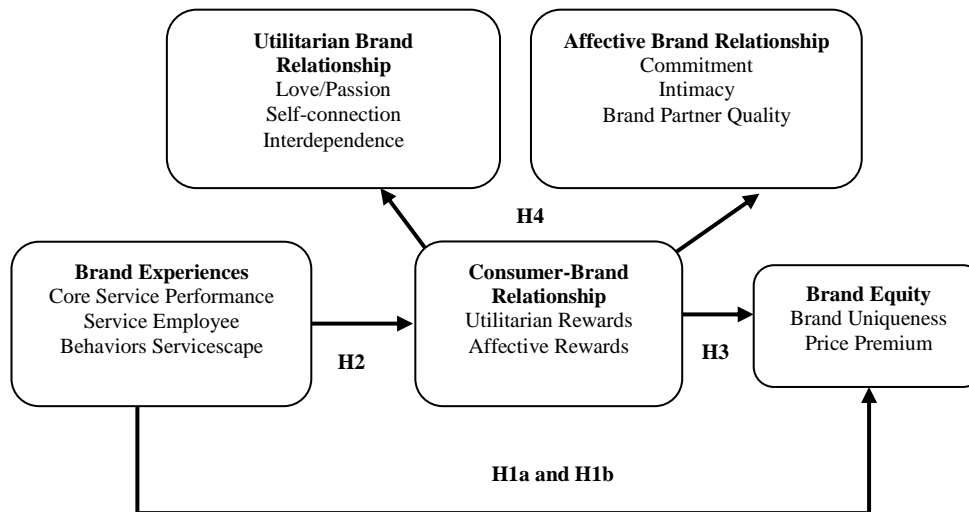 Utilitarian Brand
Relationship
Love/Passion
Self-connection
Interdependence
Affective Brand Relationship
Commitment
Intimacy
Brand Partner Quality
H4
Brand Experiences
Core Service Performance
Service Employee
Behaviors Servicescape
H2
Consumer-Brand
Relationship
Utilitarian Rewards
Affective Rewards
H3
Brand Equity
Brand Uniqueness
Price Premium
H1a and H1b